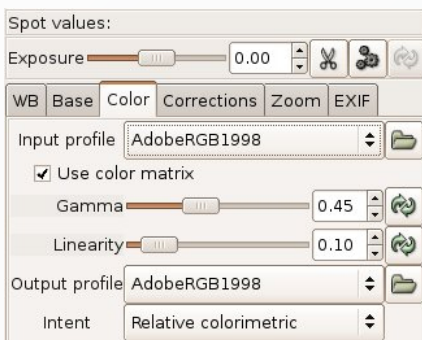 Spot values:
Exposure 0.00
WB Base Color Corrections Zoom EXIF
Input profile AdobeRGB1998
Use color matrix
Gamma 0.45
Linearity 0.10
Output profile AdobeRGB1998
Intent Relative colorimetric